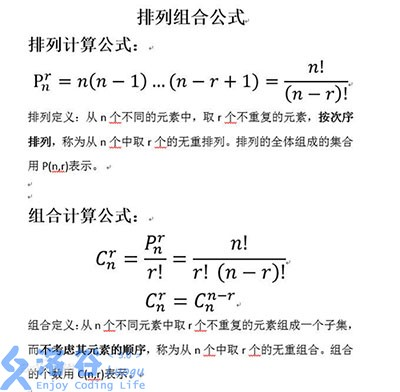 排列组合公式
排列计算公式：
P_n^r = n(n − 1) … (n − r + 1) = n! / (n − r)!
排列定义：从 n 个不同的元素中，取 r 个不重复的元素，按次序
排列，称为从 n 个中取 r 个的无重排列。排列的全体组成的集合
用 P(n,r)表示。
组合计算公式：
C_n^r = P_n^r / r! = n! / r! (n − r)!
C_n^r = C_n^{n−r}
组合定义：从 n 个不同元素中取 r 个不重复的元素组成一个子集，
而不考虑其元素的顺序，称为从 n 个中取 r 个的无重组合。组合
的个数用 C(n,r)表示。
洛谷
Enjoy Coding Life